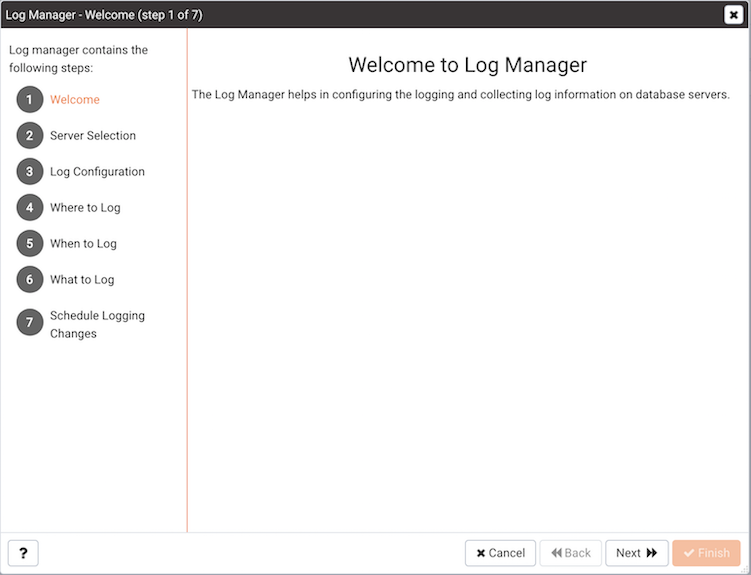 Log Manager - Welcome (step 1 of 7)
Log manager contains the
following steps:
1 Welcome
2 Server Selection
3 Log Configuration
4 Where to Log
5 When to Log
6 What to Log
7 Schedule Logging
Changes
Welcome to Log Manager
The Log Manager helps in configuring the logging and collecting log information on database servers.
? Cancel Back Next Finish